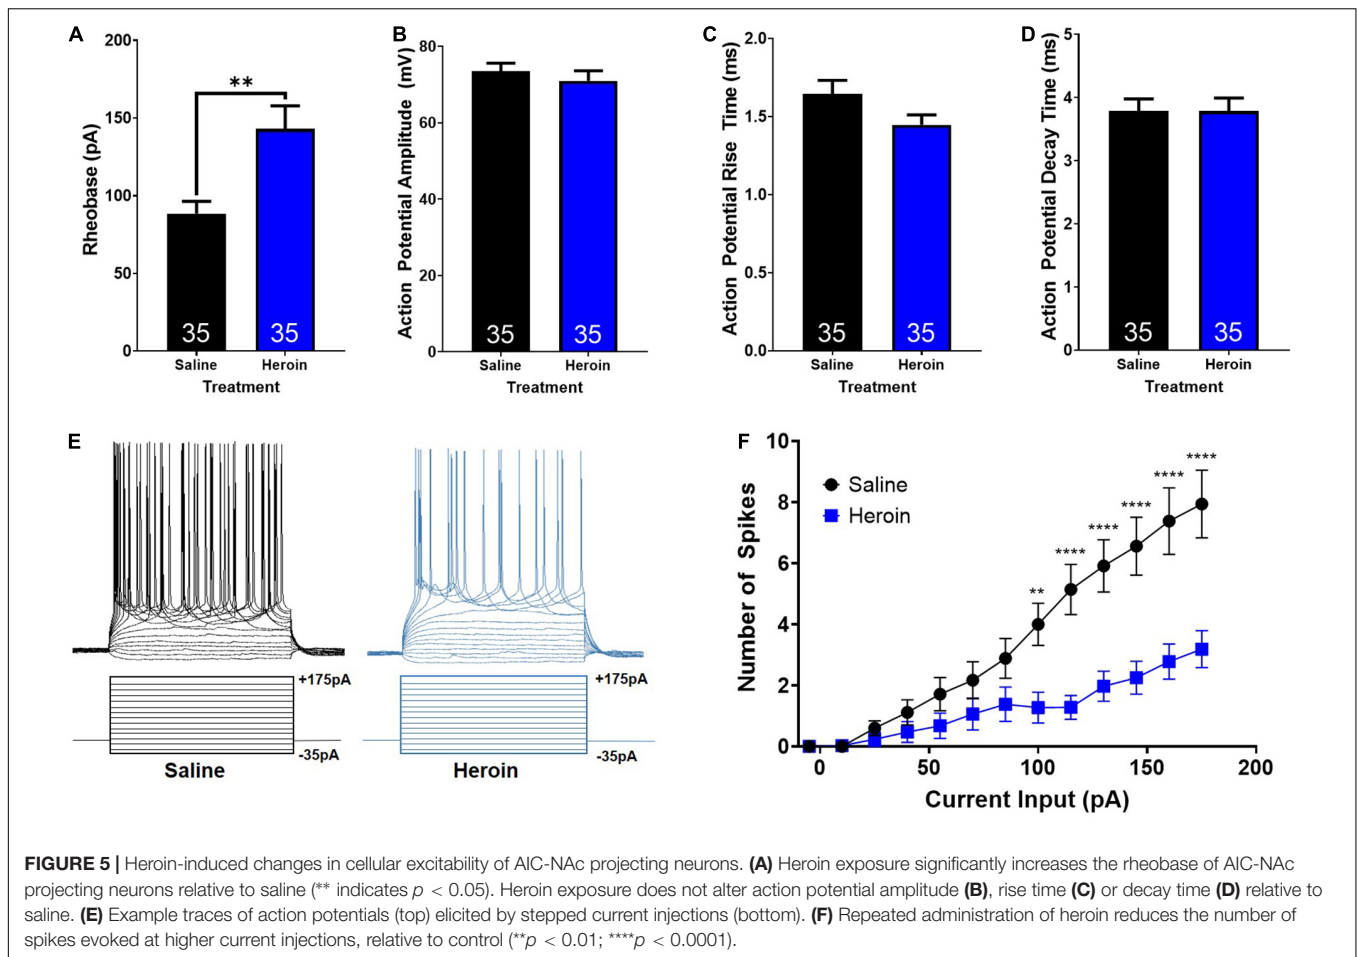 A
200
150
100
50
0
Rheobase (pA)
**
35
35
Saline
Heroin
Treatment
B
80
60
40
20
0
Action Potential Amplitude (mV)
35
35
Saline
Heroin
Treatment
C
2.0
1.5
1.0
0.5
0.0
Action Potential Rise Time (ms)
35
35
Saline
Heroin
Treatment
D
5
4
3
2
1
0
Action Potential Decay Time (ms)
35
35
Saline
Heroin
Treatment
E
+175pA
-35pA
Saline
+175pA
-35pA
Heroin
F
10
8
6
4
2
0
Number of Spikes
Saline
Heroin
**
****
****
****
****
****
0
50
100
150
200
Current Input (pA)
FIGURE 5 | Heroin-induced changes in cellular excitability of AIC-NAc projecting neurons. (A) Heroin exposure significantly increases the rheobase of AIC-NAc
projecting neurons relative to saline (** indicates p < 0.05). Heroin exposure does not alter action potential amplitude (B), rise time (C) or decay time (D) relative to
saline. (E) Example traces of action potentials (top) elicited by stepped current injections (bottom). (F) Repeated administration of heroin reduces the number of
spikes evoked at higher current injections, relative to control (**p < 0.01; ****p < 0.0001).